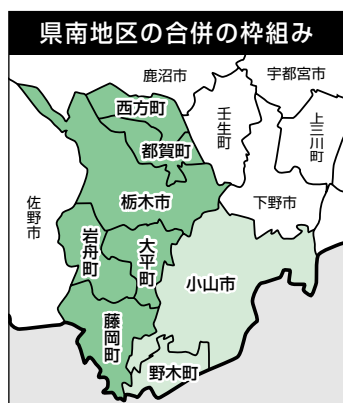 県南地区の合併の枠組み
鹿沼市
宇都宮市
西方町
壬生町
上三川町
都賀町
佐野市
栃木市
下野市
岩舟町
大平町
小山市
藤岡町
野木町